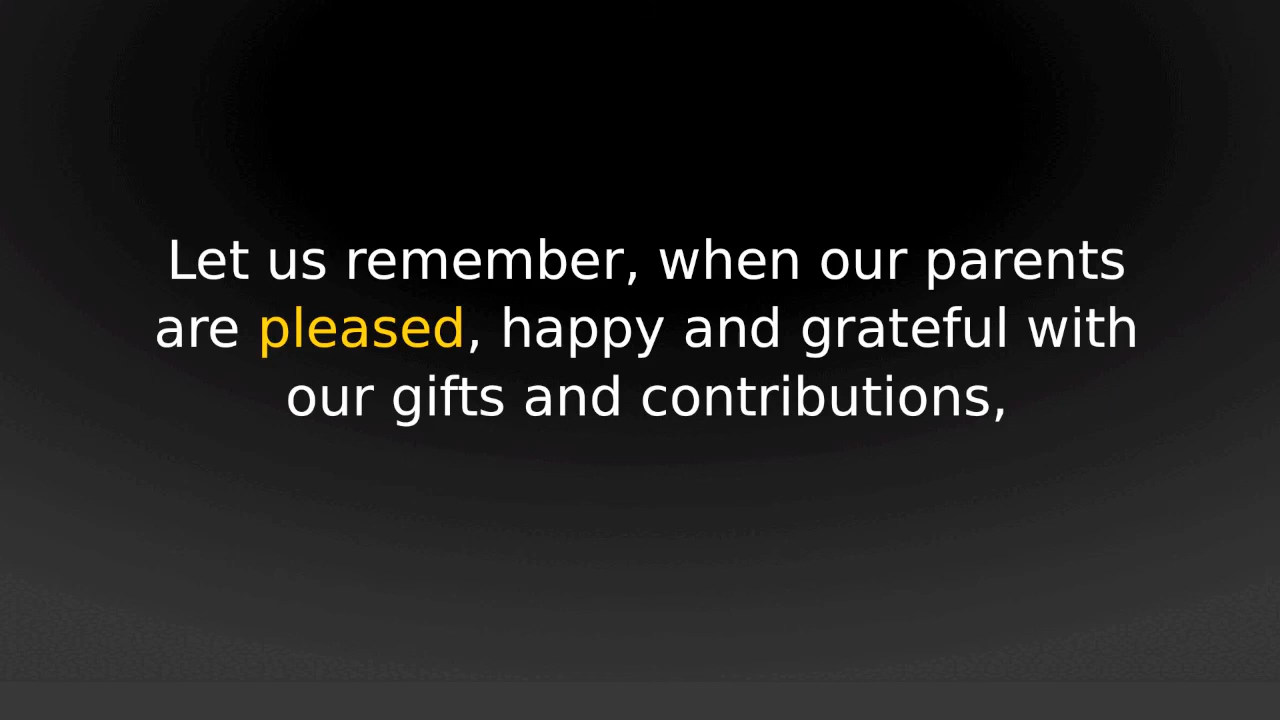 Let us remember, when our parents
are pleased, happy and grateful with
our gifts and contributions,